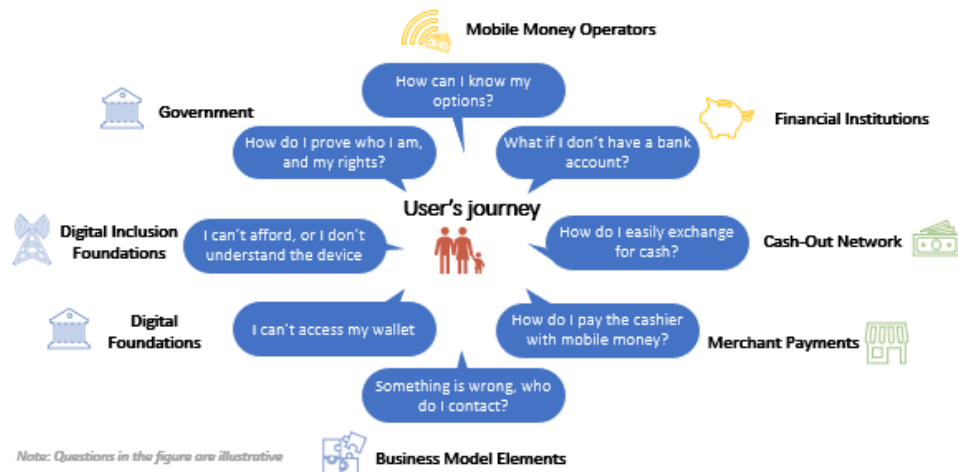 Mobile Money Operators
How can I know my
options?
Government
Financial Institutions
How do I prove who I am,
and my rights?
What if I don't have a bank
account?
User's journey
Digital Inclusion
Foundations
I can't afford, or I don't
understand the device
How do I easily exchange
for cash?
Cash-Out Network
Digital
Foundations
I can't access my wallet
How do I pay the cashier
with mobile money?
Merchant Payments
Something is wrong, who
do I contact?
Note: Questions in the figure are illustrative
Business Model Elements